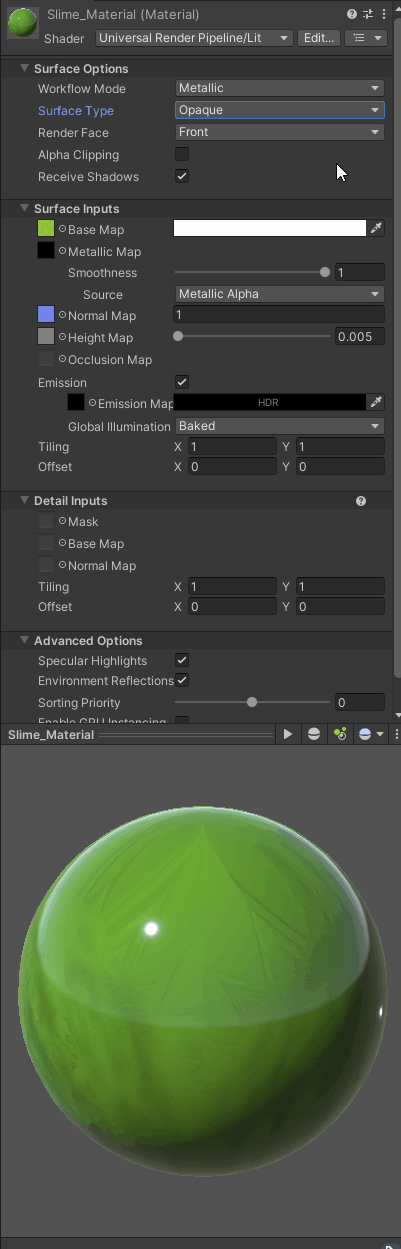 Slime_Material (Material)
Shader Universal Render Pipeline/Lit Edit...
Surface Options
Workflow Mode Metallic
Surface Type Opaque
Render Face Front
Alpha Clipping
Receive Shadows
Surface Inputs
Base Map
Metallic Map
Smoothness 1
Source Metallic Alpha
Normal Map 1
Height Map 0.005
Occlusion Map
Emission
Emission Map HDR
Global Illumination Baked
Tiling X 1 Y 1
Offset X 0 Y 0
Detail Inputs
Mask
Base Map
Normal Map
Tiling X 1 Y 1
Offset X 0 Y 0
Advanced Options
Specular Highlights
Environment Reflections
Sorting Priority 0
Enable GPU Instancing
Slime_Material